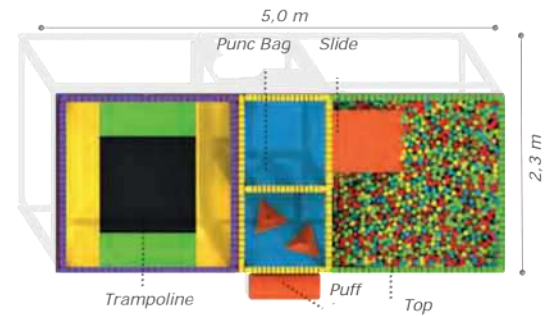 5,0 m
Punc Bag
Slide
2,3 m
Trampoline
Puff
Top